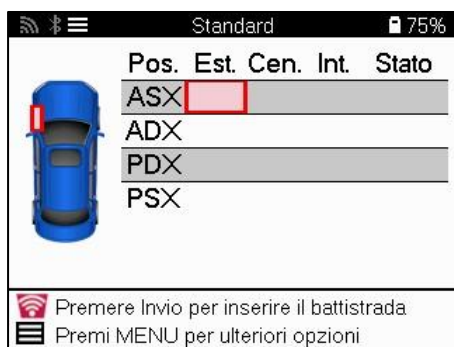 Standard 75%
Pos. Est. Cen. Int. Stato
ASX
ADX
PDX
PSX
Premere Invio per inserire il battistrada
Premi MENU per ulteriori opzioni